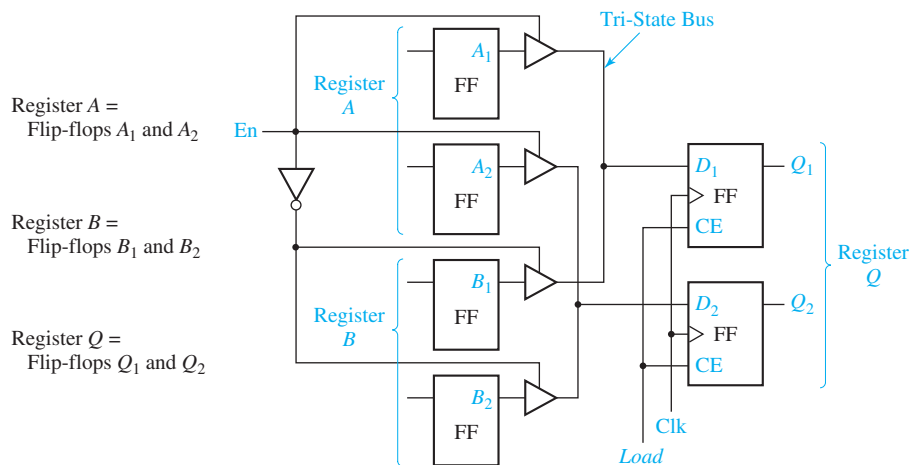 Tri-State Bus
Register A =
Flip-flops A₁ and A₂
Register
A
A₁
FF
En
A₂
FF
Register B =
Flip-flops B₁ and B₂
Register
B
B₁
FF
Register Q =
Flip-flops Q₁ and Q₂
B₂
FF
D₁
FF
CE
Q₁
D₂
FF
CE
Q₂
Register
Q
Clk
Load